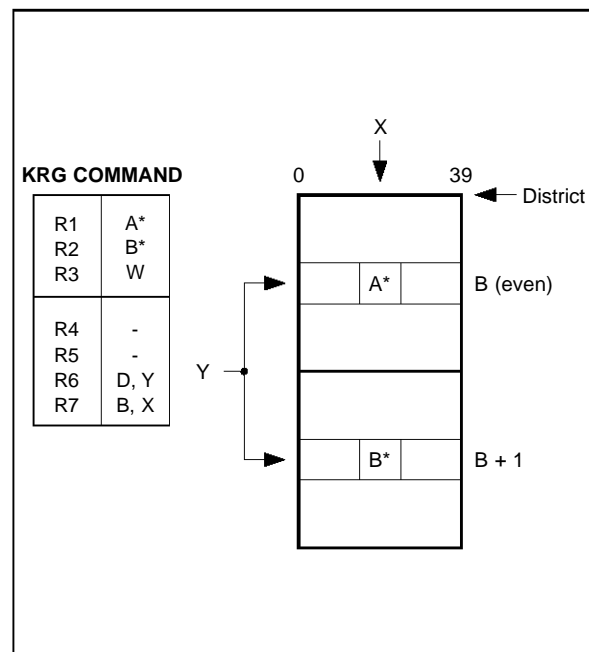 X
KRG COMMAND
0 39
District
R1 A*
R2 B*
R3 W
A* B (even)
R4 -
R5 -
R6 D, Y
R7 B, X
Y
B* B + 1